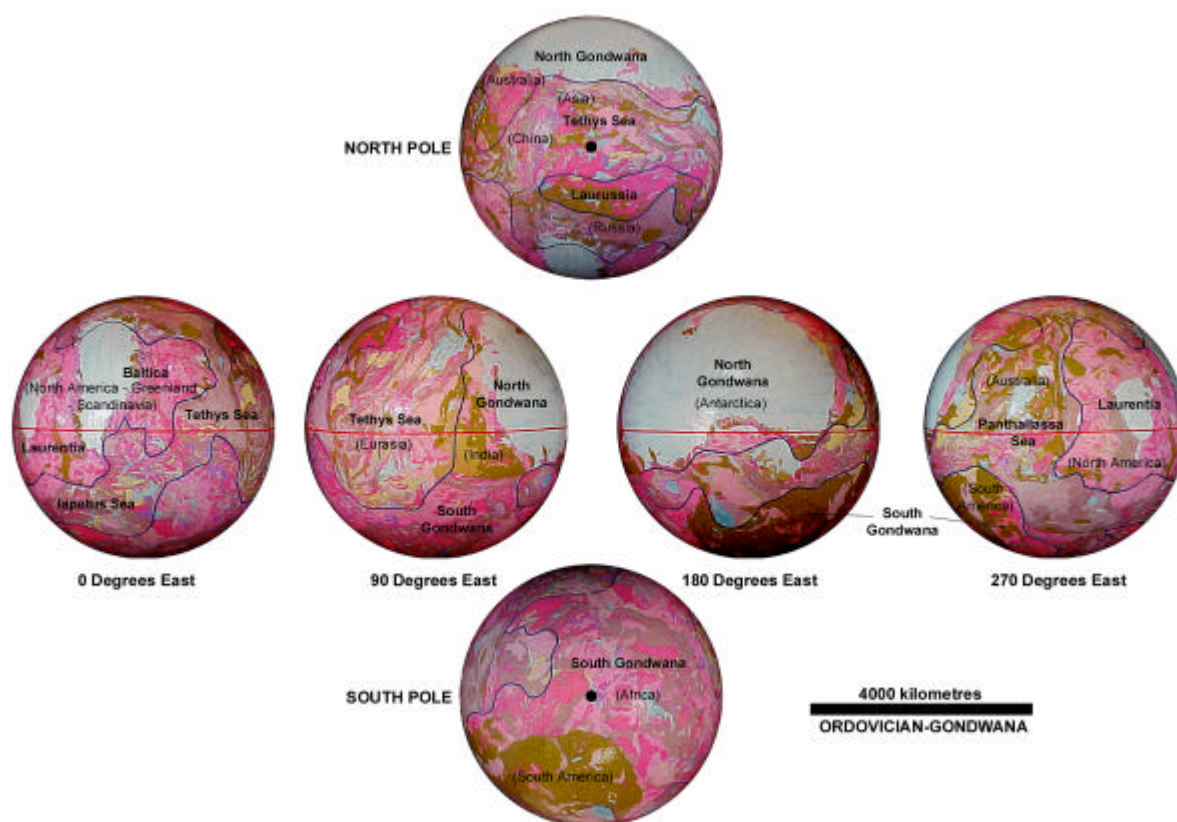 North Gondwana
(Australia)
(Asia)
Tethys Sea
(China)
NORTH POLE
Laurussia
(Russia)
Baltica
(North America - Greenland
- Scandinavia)
Tethys Sea
Laurentia
Iapetus Sea
0 Degrees East
North
Gondwana
Tethys Sea
(Eurasia)
(India)
South
Gondwana
90 Degrees East
North
Gondwana
(Antarctica)
180 Degrees East
South
Gondwana
(Australia)
Laurentia
Panthallassa
Sea
(North America)
South
America)
270 Degrees East
South Gondwana
(Africa)
SOUTH POLE
(South America)
4000 kilometres
ORDOVICIAN-GONDWANA